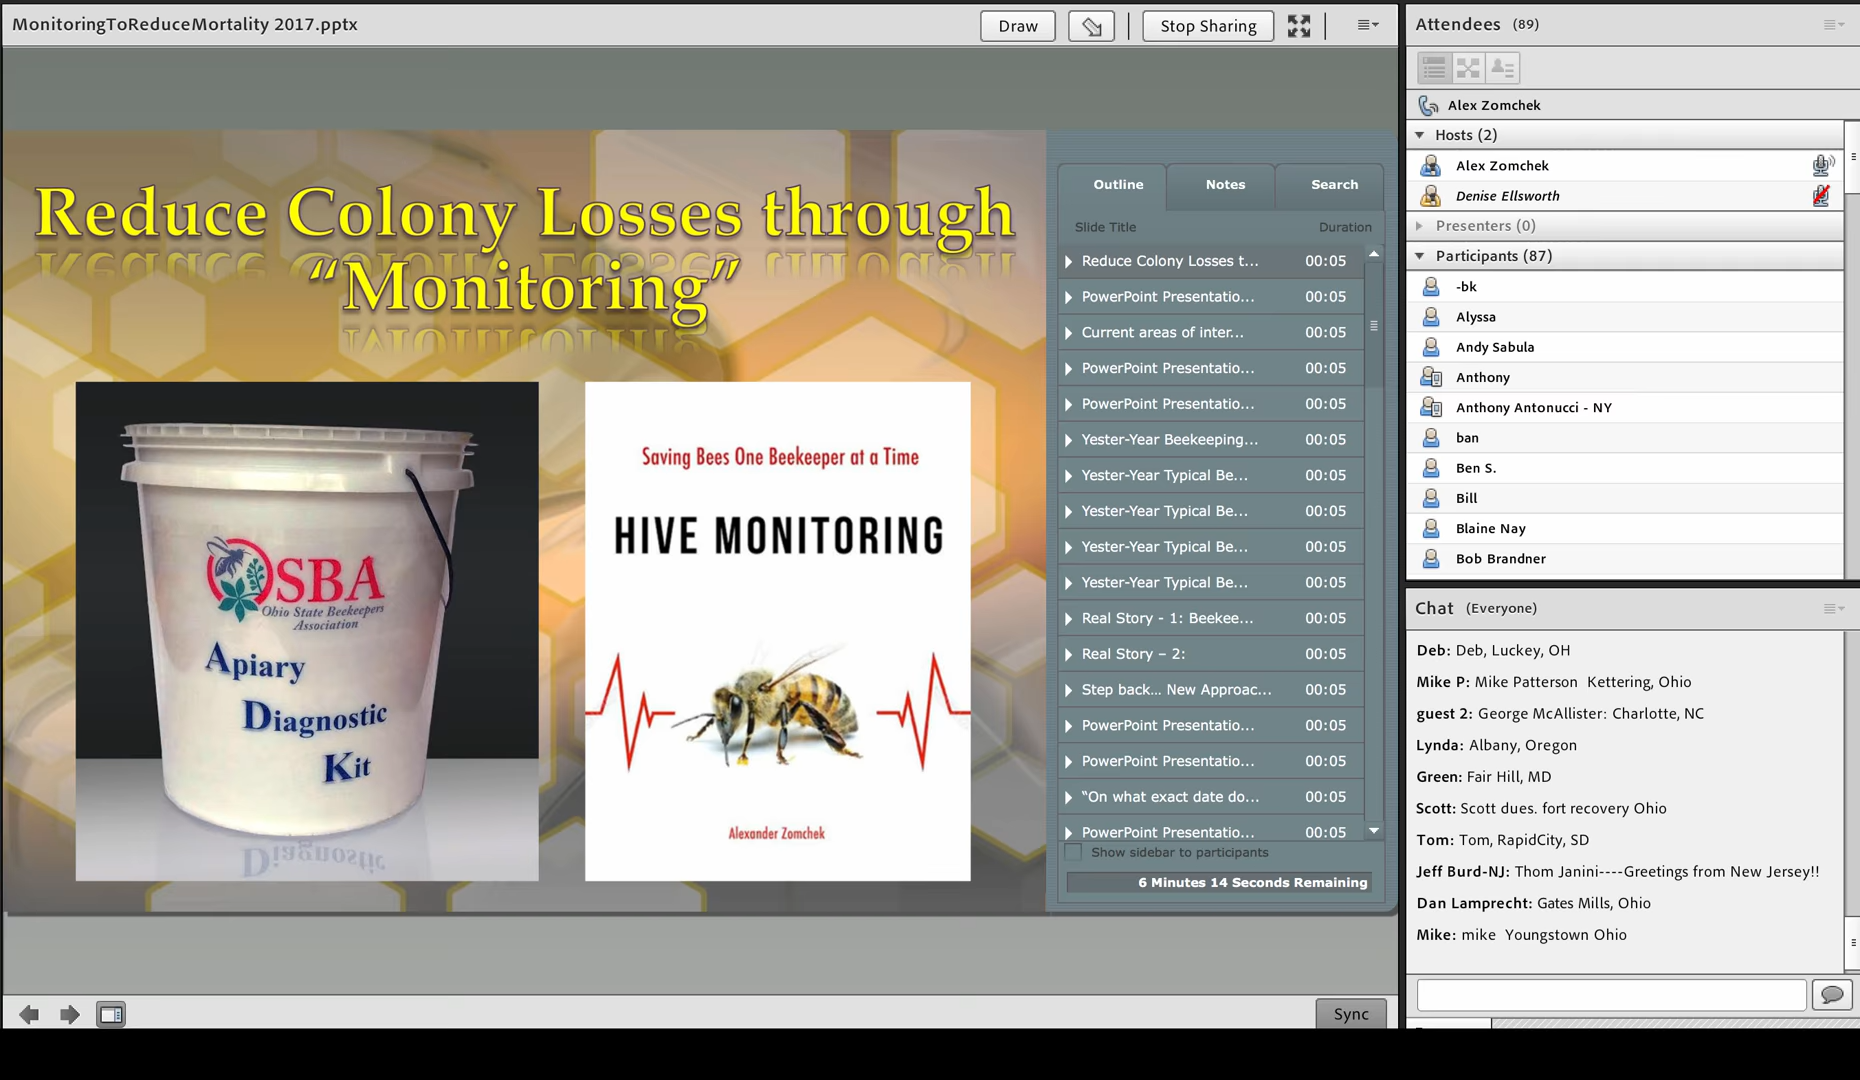 MonitoringToReduceMortality 2017.pptx
Draw
Stop Sharing
Reduce Colony Losses through
“Monitoring”
OSBA
Ohio State Beekeepers
Association
Apiary
Diagnostic
Kit
Saving Bees One Beekeeper at a Time
HIVE MONITORING
Alexander Zomchek
Outline Notes Search
Slide Title Duration
Reduce Colony Losses t... 00:05
PowerPoint Presentatio... 00:05
Current areas of inter... 00:05
PowerPoint Presentatio... 00:05
PowerPoint Presentatio... 00:05
Yester-Year Beekeeping... 00:05
Yester-Year Typical Be... 00:05
Yester-Year Typical Be... 00:05
Yester-Year Typical Be... 00:05
Yester-Year Typical Be... 00:05
Real Story - 1: Beekee... 00:05
Real Story – 2: 00:05
Step back... New Approac... 00:05
PowerPoint Presentatio... 00:05
PowerPoint Presentatio... 00:05
“On what exact date do... 00:05
PowerPoint Presentatio... 00:05
Show sidebar to participants
6 Minutes 14 Seconds Remaining
Sync
Attendees (89)
Alex Zomchek
Hosts (2)
Alex Zomchek
Denise Ellsworth
Presenters (0)
Participants (87)
-bk
Alyssa
Andy Sabula
Anthony
Anthony Antonucci - NY
ban
Ben S.
Bill
Blaine Nay
Bob Brandner
Chat (Everyone)
Deb: Deb, Luckey, OH
Mike P: Mike Patterson Kettering, Ohio
guest 2: George McAllister: Charlotte, NC
Lynda: Albany, Oregon
Green: Fair Hill, MD
Scott: Scott dues. fort recovery Ohio
Tom: Tom, RapidCity, SD
Jeff Burd-NJ: Thom Janini----Greetings from New Jersey!!
Dan Lamprecht: Gates Mills, Ohio
Mike: mike Youngstown Ohio